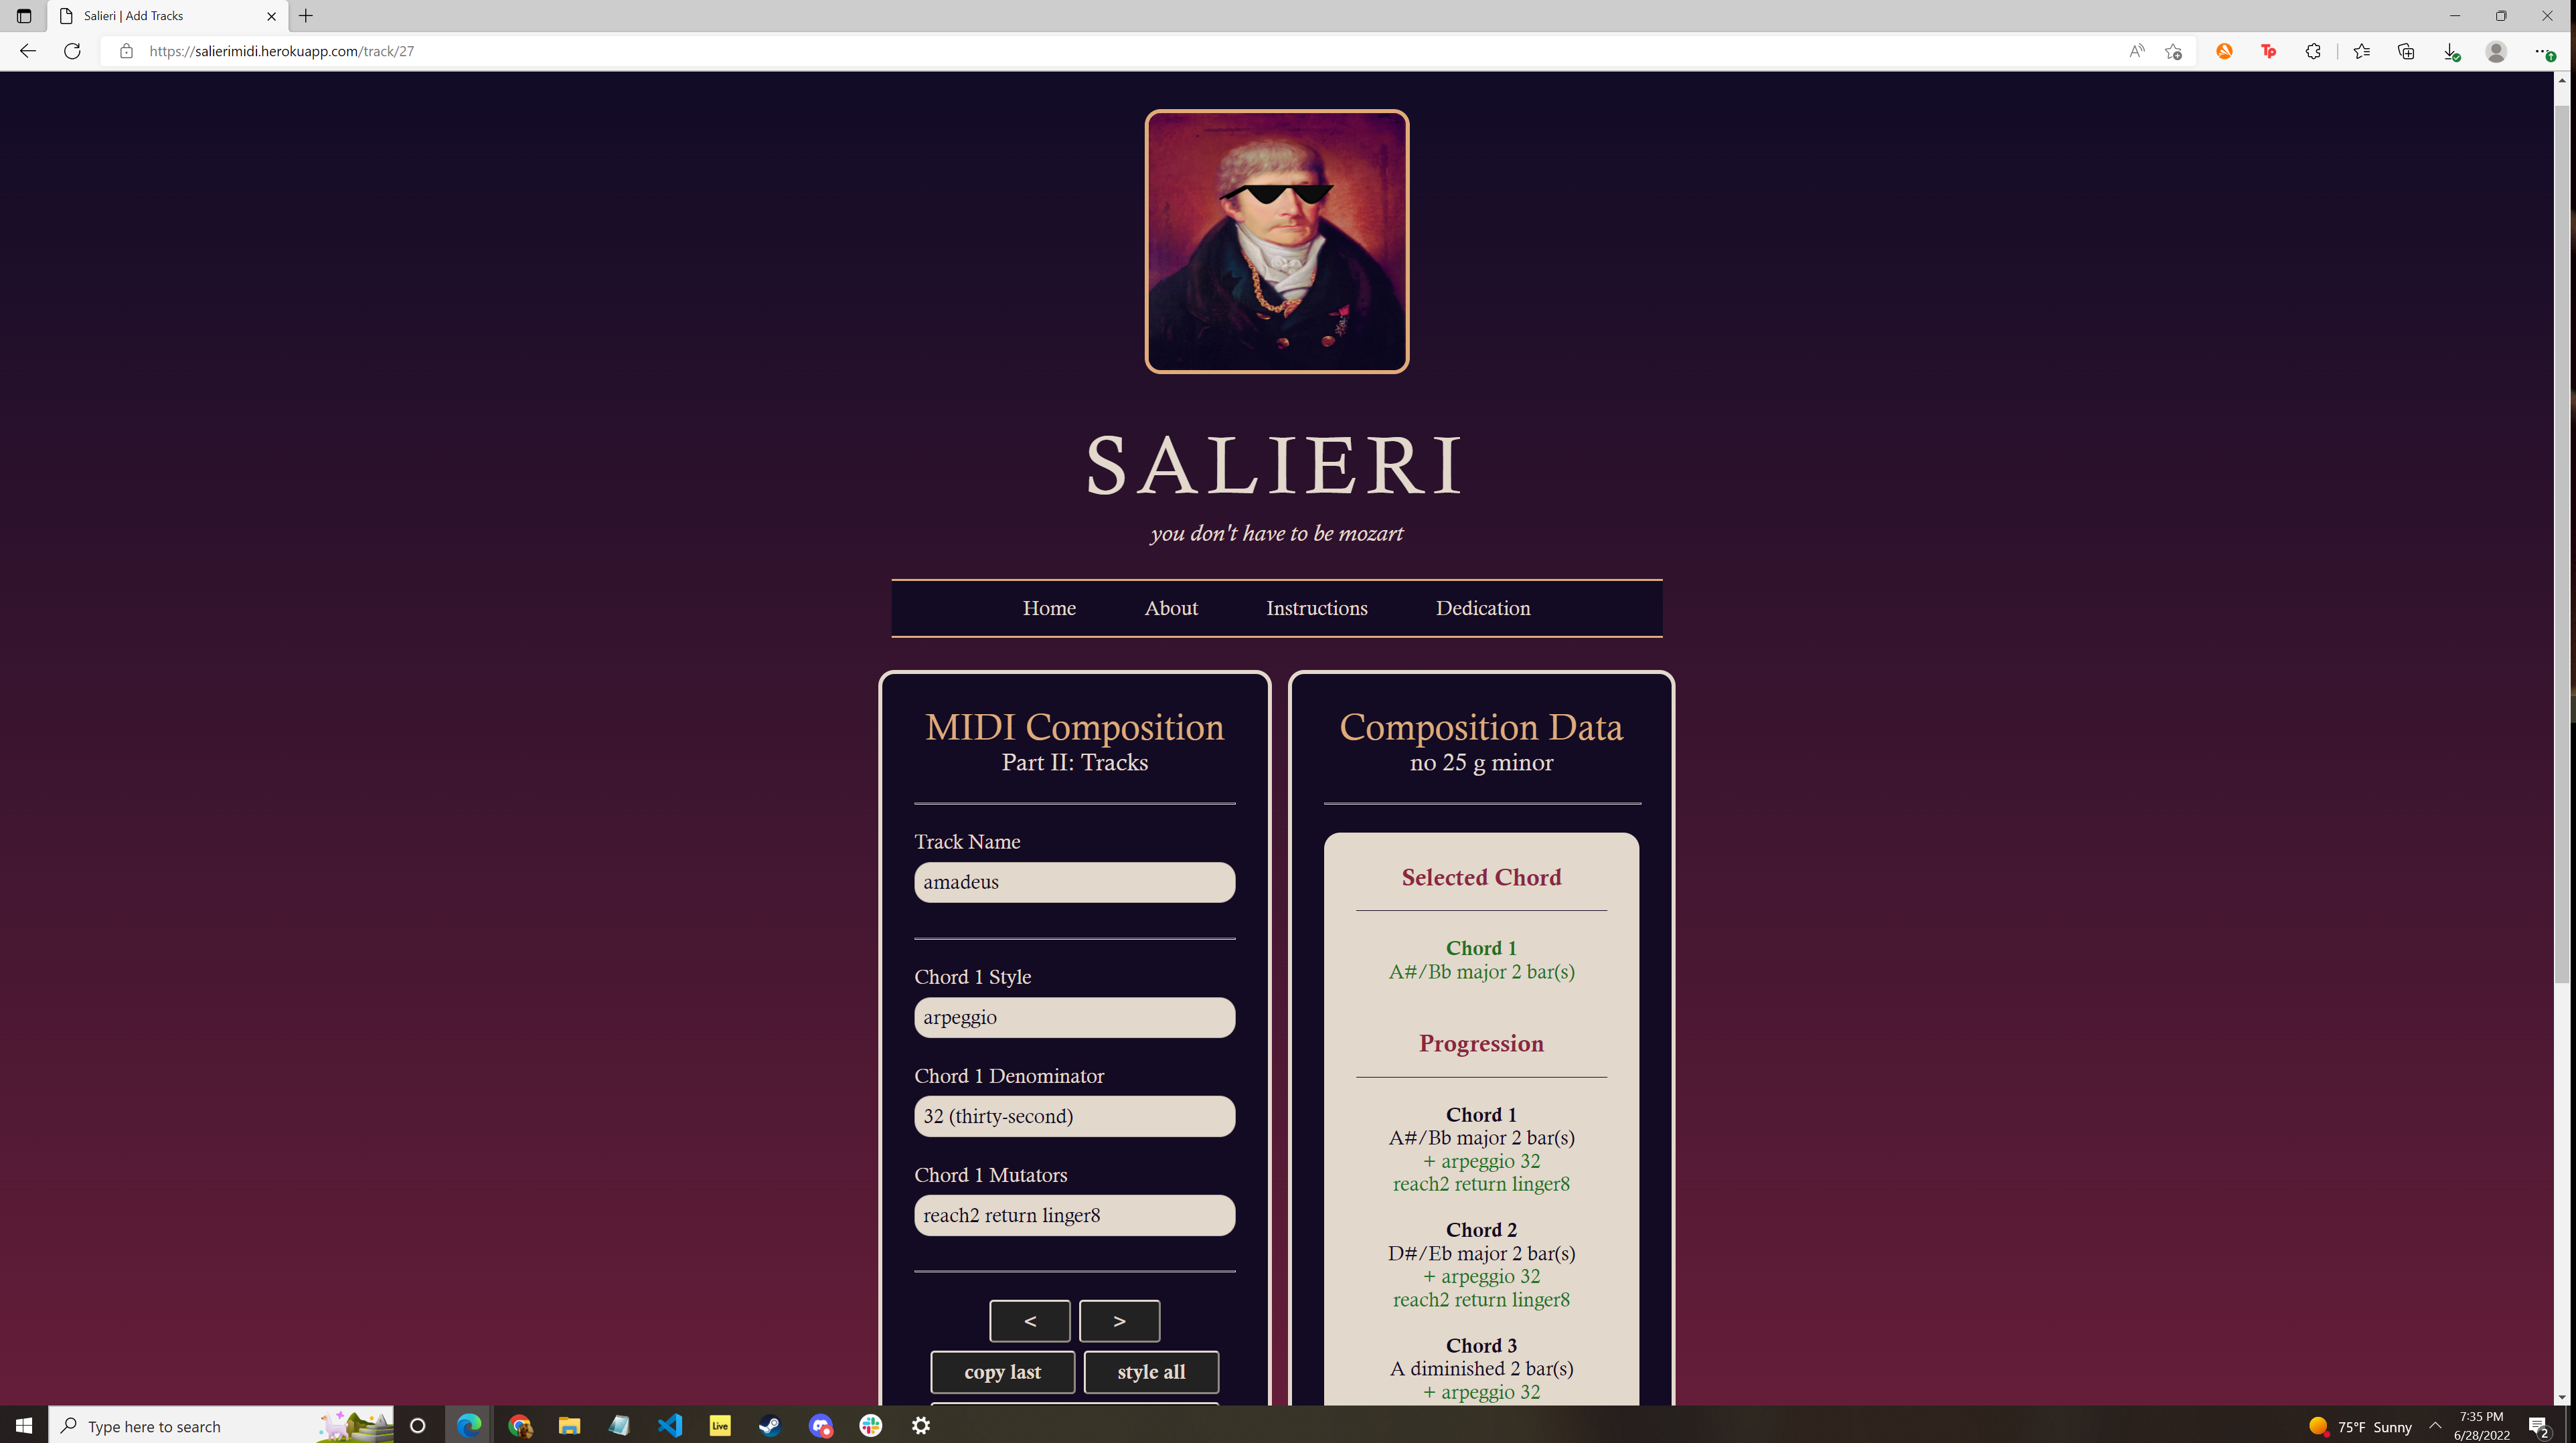 Salieri | Add Tracks
https://salierimidi.herokuapp.com/track/27
SALIERI
you don't have to be mozart
Home About Instructions Dedication
MIDI Composition
Part II: Tracks
Track Name
amadeus
Chord 1 Style
arpeggio
Chord 1 Denominator
32 (thirty-second)
Chord 1 Mutators
reach2 return linger8
< >
copy last style all
Composition Data
no 25 g minor
Selected Chord
Chord 1
A#/Bb major 2 bar(s)
Progression
Chord 1
A#/Bb major 2 bar(s)
+ arpeggio 32
reach2 return linger8
Chord 2
D#/Eb major 2 bar(s)
+ arpeggio 32
reach2 return linger8
Chord 3
A diminished 2 bar(s)
+ arpeggio 32
Type here to search
Live
75°F Sunny
7:35 PM
6/28/2022
2